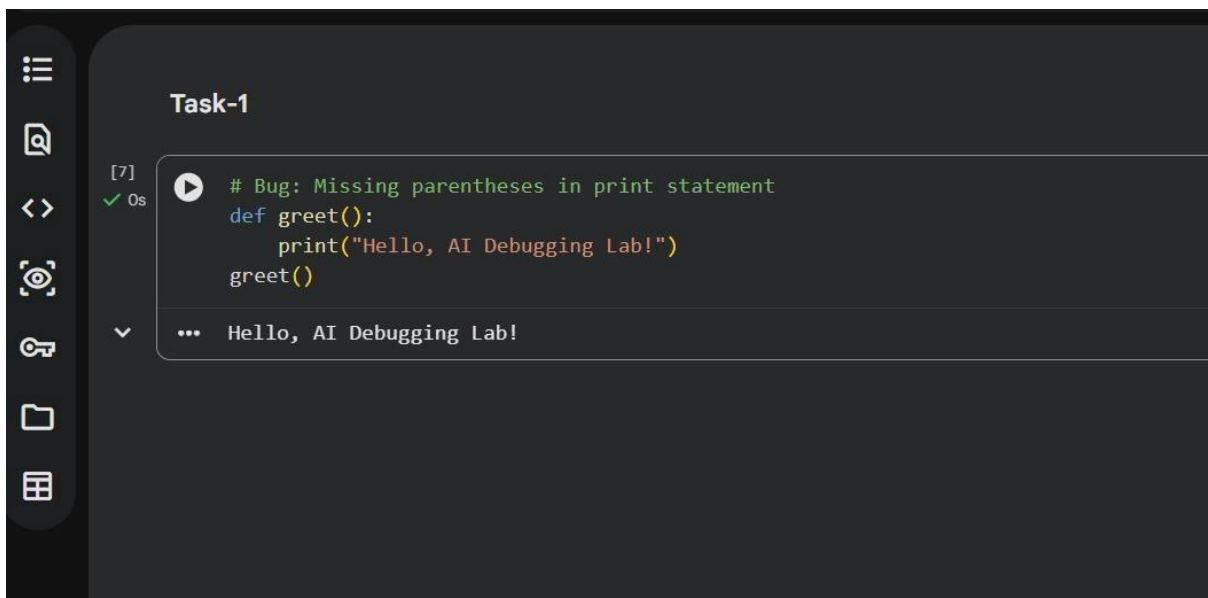 Task-1
[7]
0s
# Bug: Missing parentheses in print statement
def greet():
    print("Hello, AI Debugging Lab!")
greet()
Hello, AI Debugging Lab!